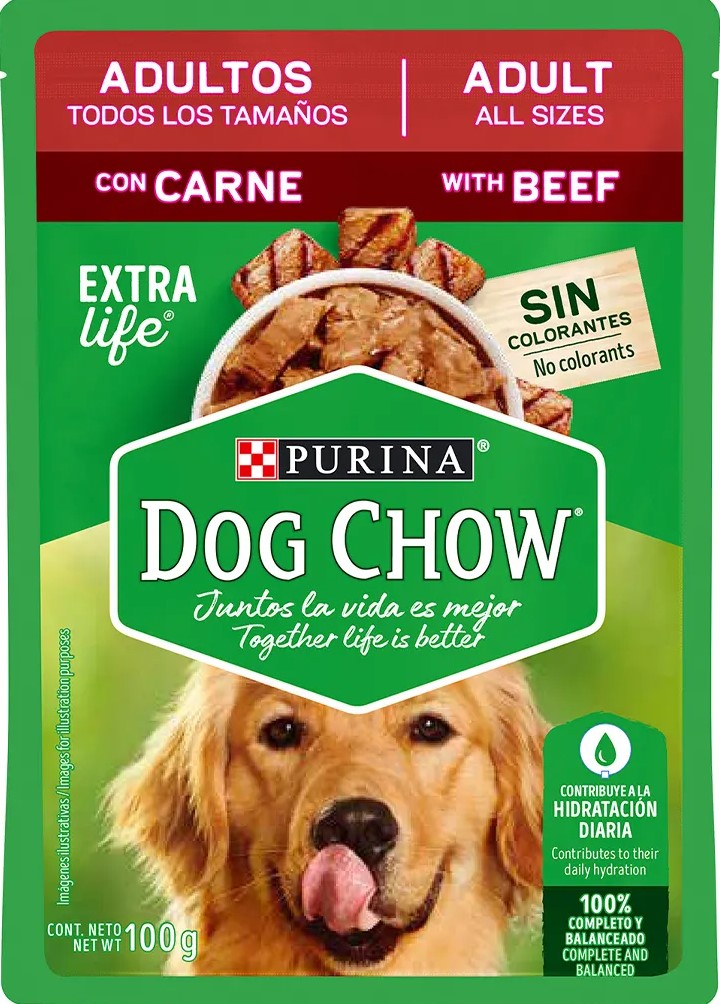 ADULTOS
TODOS LOS TAMAÑOS
ADULT
ALL SIZES
CON CARNE
WITH BEEF
EXTRA
life®
SIN
COLORANTES
No colorants
PURINA®
DOG CHOW®
Juntos la vida es mejor
Together life is better
Imágenes ilustrativas / Images for illustration purposes
CONTRIBUYE A LA
HIDRATACIÓN
DIARIA
Contributes to their
daily hydration
100%
COMPLETO Y
BALANCEADO
COMPLETE AND
BALANCED
CONT. NETO
NET WT 100g